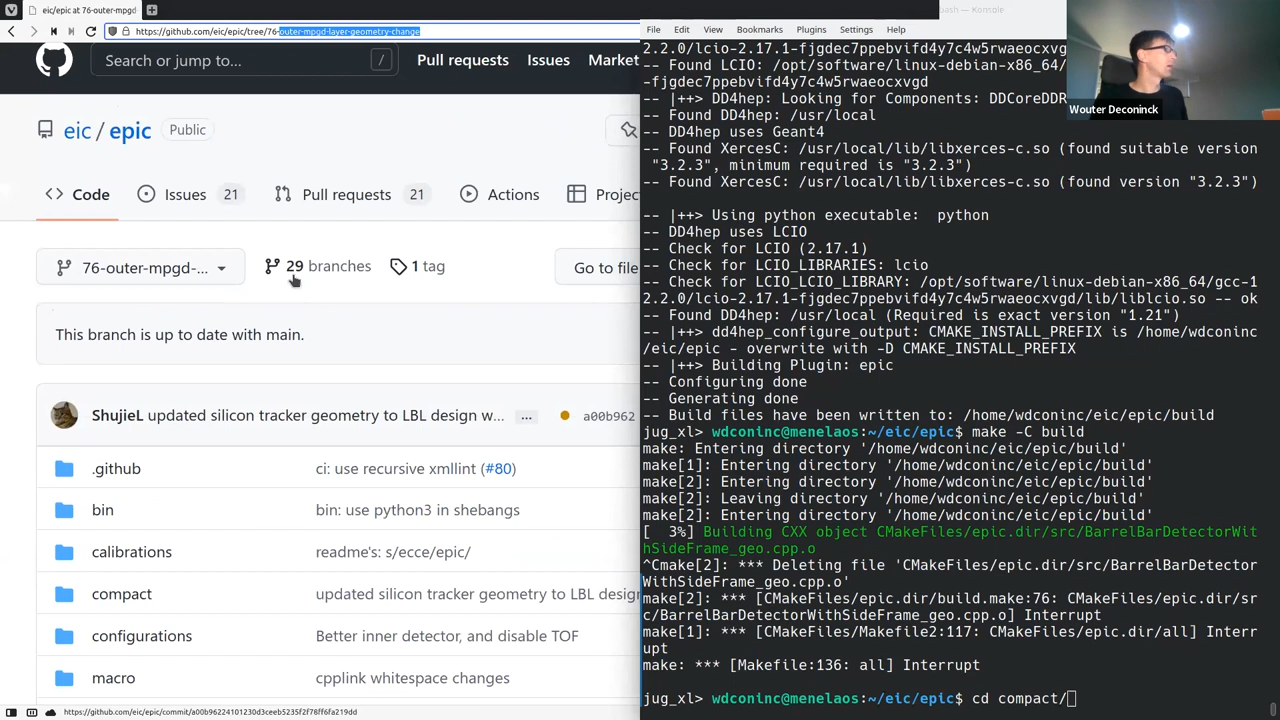 eic/epic at 76-outer-mpgd
bash — Konsole
https://github.com/eic/epic/tree/76-outer-mpgd-layer-geometry-change
Search or jump to...
/
Pull requests
Issues
Market
eic / epic
Public
Code
Issues
21
Pull requests
21
Actions
Projec
76-outer-mpgd-...
29 branches
1 tag
Go to file
This branch is up to date with main.
ShujieL updated silicon tracker geometry to LBL design w...
...
a00b962
.github
ci: use recursive xmllint (#80)
bin
bin: use python3 in shebangs
calibrations
readme's: s/ecce/epic/
compact
updated silicon tracker geometry to LBL design
configurations
Better inner detector, and disable TOF
macro
cpplink whitespace changes
https://github.com/eic/epic/commit/a00b96224101230d3ceeb5235f2f78ff6fa219dd
File
Edit
View
Bookmarks
Plugins
Settings
Help
2.2.0/lcio-2.17.1-fjgdec7ppebvifd4y7c4w5rwaeocxvg
-- Found LCIO: /opt/software/linux-debian-x86_64/
-fjgdec7ppebvifd4y7c4w5rwaeocxvgd
-- |++> DD4hep: Looking for Components: DDCoreDDR
-- Found DD4hep: /usr/local
-- DD4hep uses Geant4
-- Found XercesC: /usr/local/lib/libxerces-c.so (found suitable version
"3.2.3", minimum required is "3.2.3")
-- Found XercesC: /usr/local/lib/libxerces-c.so (found version "3.2.3")
-- |++> Using python executable:  python
-- DD4hep uses LCIO
-- Check for LCIO (2.17.1)
-- Check for LCIO_LIBRARIES: lcio
-- Check for LCIO_LCIO_LIBRARY: /opt/software/linux-debian-x86_64/gcc-1
2.2.0/lcio-2.17.1-fjgdec7ppebvifd4y7c4w5rwaeocxvgd/lib/liblcio.so -- ok
-- Found DD4hep: /usr/local (Required is exact version "1.21")
-- |++> dd4hep_configure_output: CMAKE_INSTALL_PREFIX is /home/wdconinc
/eic/epic - overwrite with -D CMAKE_INSTALL_PREFIX
-- |++> Building Plugin: epic
-- Configuring done
-- Generating done
-- Build files have been written to: /home/wdconinc/eic/epic/build
jug_xl> wdconinc@menelaos:~/eic/epic$ make -C build
make: Entering directory '/home/wdconinc/eic/epic/build'
make[1]: Entering directory '/home/wdconinc/eic/epic/build'
make[2]: Entering directory '/home/wdconinc/eic/epic/build'
make[2]: Leaving directory '/home/wdconinc/eic/epic/build'
make[2]: Entering directory '/home/wdconinc/eic/epic/build'
[  3%] Building CXX object CMakeFiles/epic.dir/src/BarrelBarDetectorWit
hSideFrame_geo.cpp.o
^Cmake[2]: *** Deleting file 'CMakeFiles/epic.dir/src/BarrelBarDetector
WithSideFrame_geo.cpp.o'
make[2]: *** [CMakeFiles/epic.dir/build.make:76: CMakeFiles/epic.dir/sr
c/BarrelBarDetectorWithSideFrame_geo.cpp.o] Interrupt
make[1]: *** [CMakeFiles/Makefile2:117: CMakeFiles/epic.dir/all] Interr
upt
make: *** [Makefile:136: all] Interrupt
jug_xl> wdconinc@menelaos:~/eic/epic$ cd compact/
Wouter Deconinck